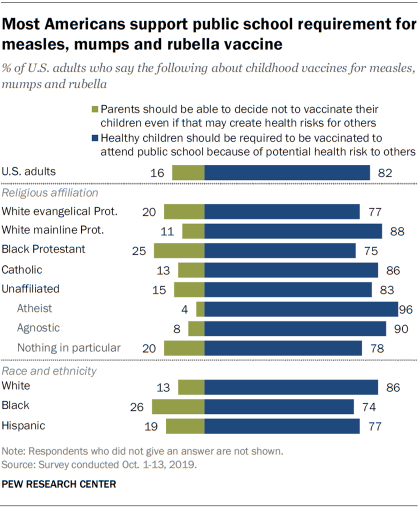 Most Americans support public school requirement for
measles, mumps and rubella vaccine
% of U.S. adults who say the following about childhood vaccines for measles,
mumps and rubella
Parents should be able to decide not to vaccinate their
children even if that may create health risks for others
Healthy children should be required to be vaccinated to
attend public school because of potential health risk to others
U.S. adults 16 82
Religious affiliation
White evangelical Prot. 20 77
White mainline Prot. 11 88
Black Protestant 25 75
Catholic 13 86
Unaffiliated 15 83
Atheist 4 96
Agnostic 8 90
Nothing in particular 20 78
Race and ethnicity
White 13 86
Black 26 74
Hispanic 19 77
Note: Respondents who did not give an answer are not shown.
Source: Survey conducted Oct. 1-13, 2019.
PEW RESEARCH CENTER